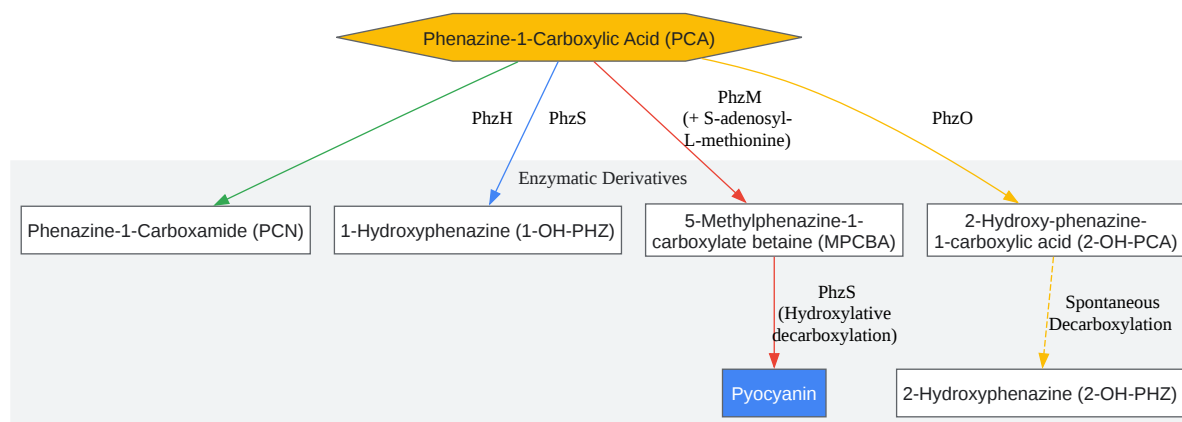 Phenazine-1-Carboxylic Acid (PCA)
PhzH
PhzS
PhzM
(+ S-adenosyl-
L-methionine)
PhzO
Enzymatic Derivatives
Phenazine-1-Carboxamide (PCN)
1-Hydroxyphenazine (1-OH-PHZ)
5-Methylphenazine-1-
carboxylate betaine (MPCBA)
2-Hydroxy-phenazine-
1-carboxylic acid (2-OH-PCA)
PhzS
(Hydroxylative
decarboxylation)
Spontaneous
Decarboxylation
Pyocyanin
2-Hydroxyphenazine (2-OH-PHZ)